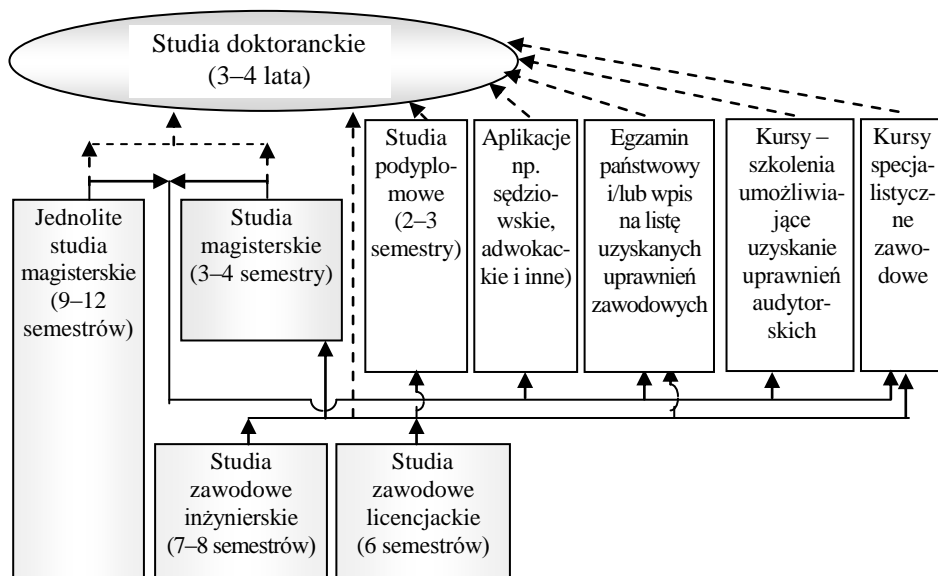 Studia doktoranckie
(3–4 lata)
Jednolite
studia
magisterskie
(9–12
semestrów)
Studia
magisterskie
(3–4 semestry)
Studia
podyplo-
mowe
(2–3
semestry)
Aplikacje
np.
sędziow-
skie,
adwokac-
kie i inne)
Egzamin
państwowy
i/lub wpis
na listę
uzyskanych
uprawnień
zawodowych
Kursy –
szkolenia
umożliwia-
jące
uzyskanie
uprawnień
audytor-
skich
Kursy
specja-
listycz-
ne
zawo-
dowe
Studia
zawodowe
inżynierskie
(7–8 semestrów)
Studia
zawodowe
licencjackie
(6 semestrów)